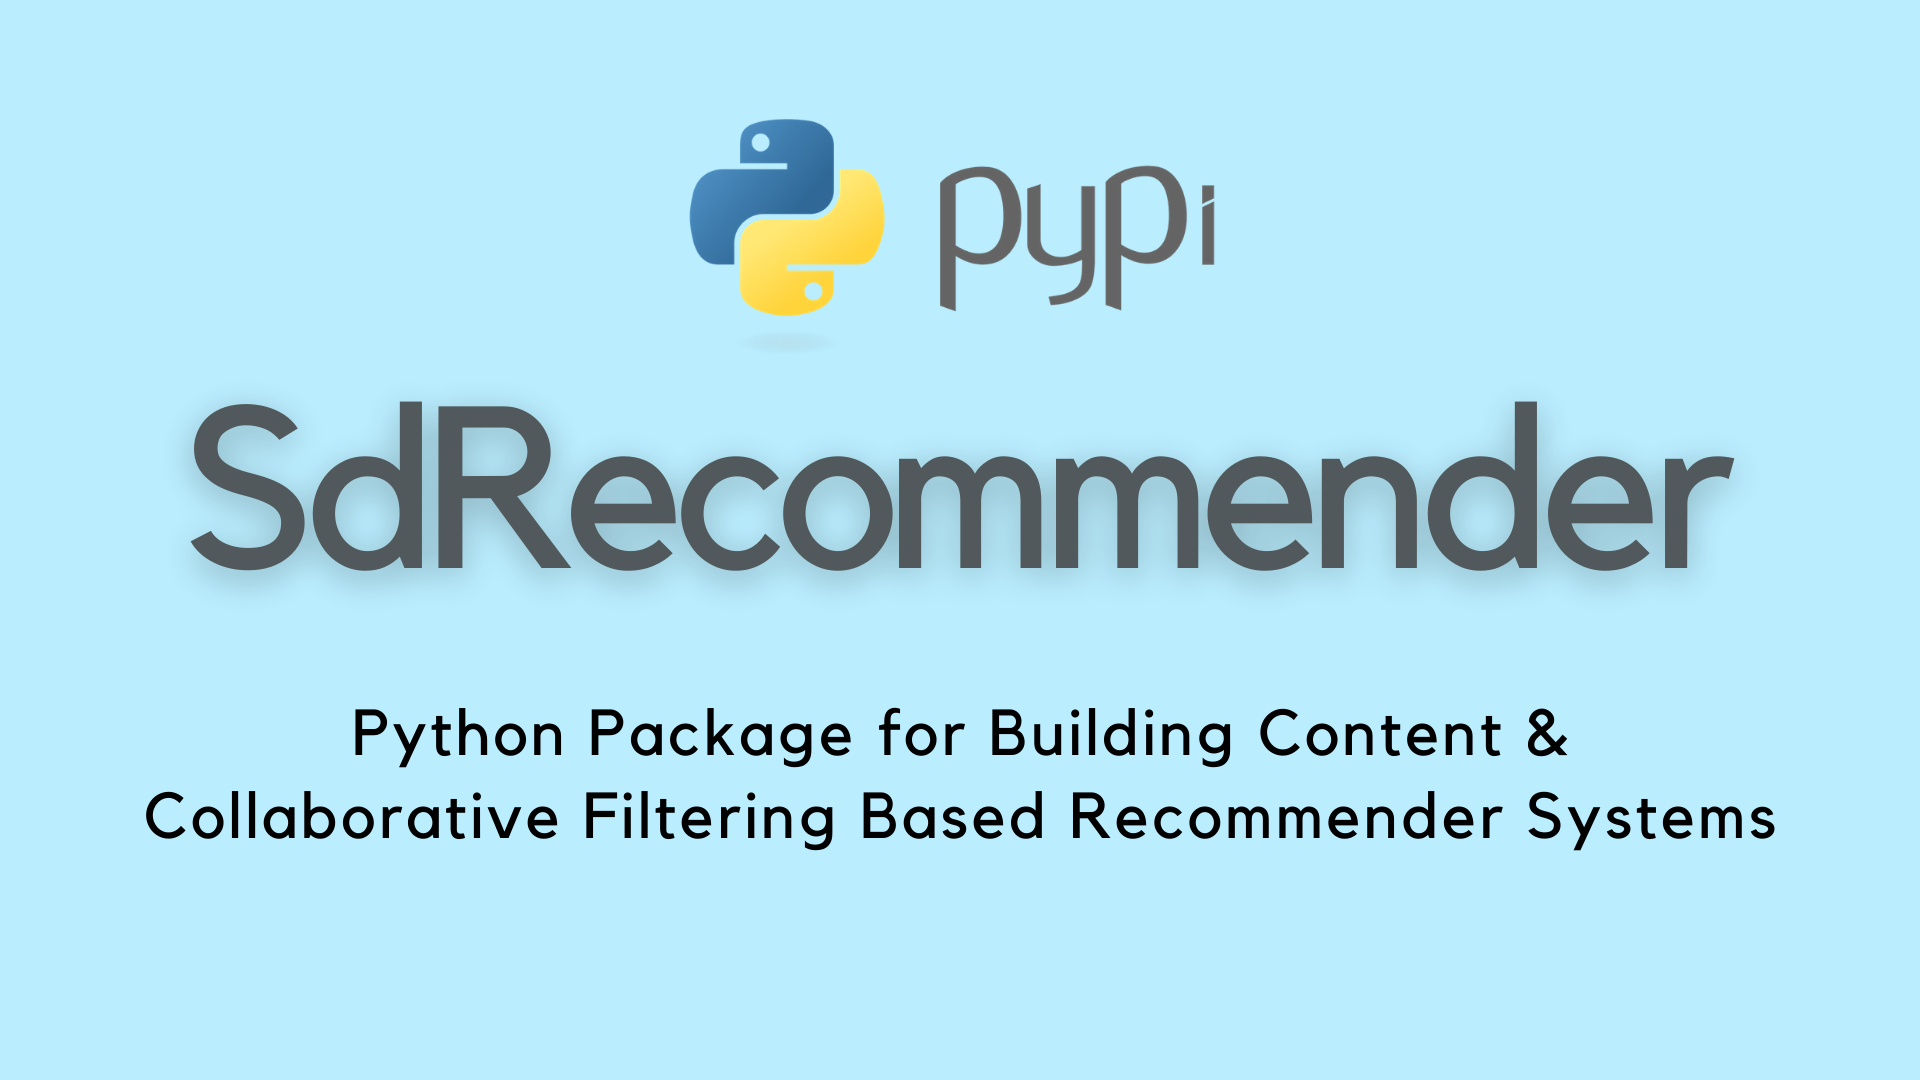 pypi
SdRecommender
Python Package for Building Content &
Collaborative Filtering Based Recommender Systems